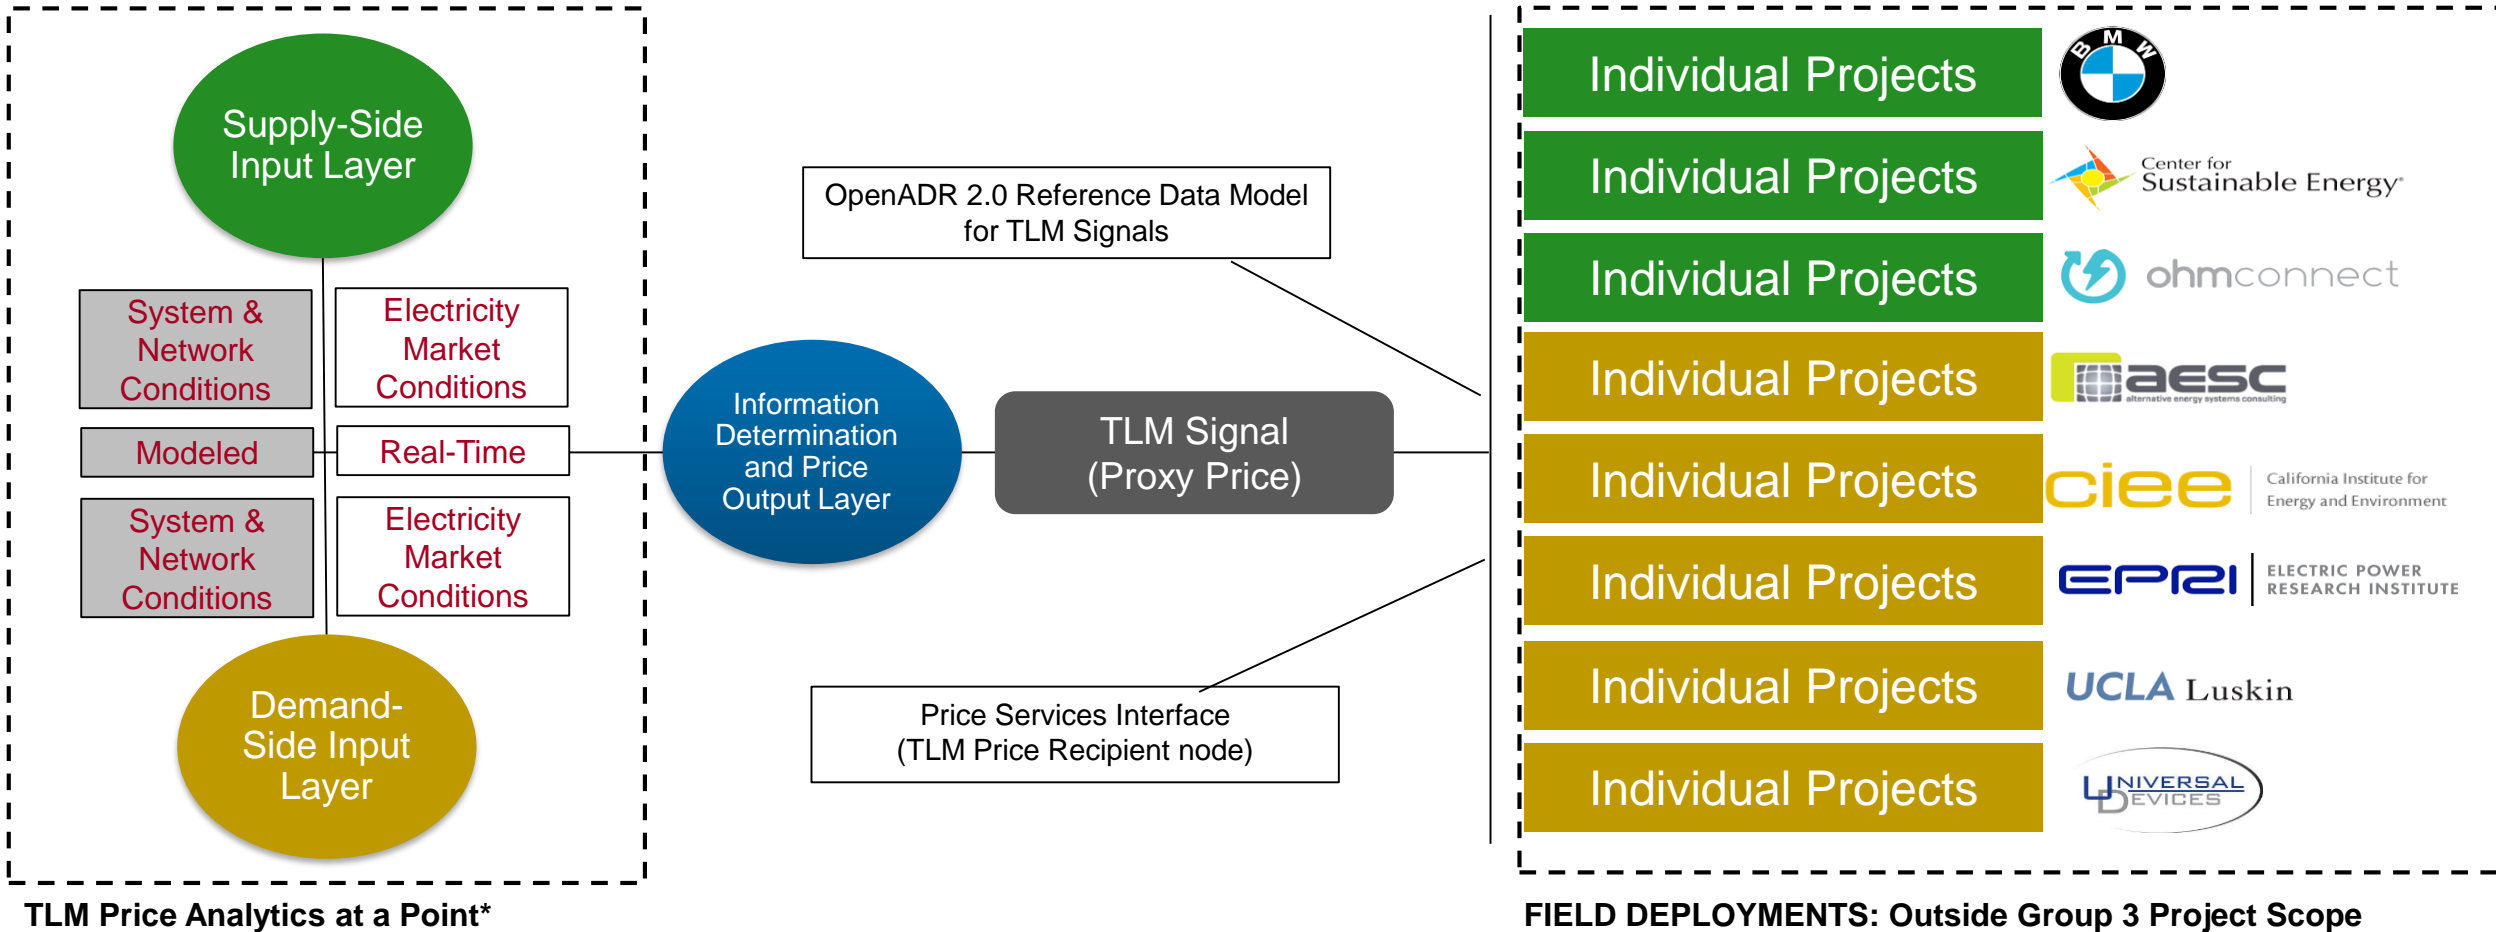 Supply-Side
Input Layer
System &
Network
Conditions
Electricity
Market
Conditions
Modeled
Real-Time
System &
Network
Conditions
Electricity
Market
Conditions
Demand-
Side Input
Layer
TLM Price Analytics at a Point*
OpenADR 2.0 Reference Data Model
for TLM Signals
Information
Determination
and Price
Output Layer
TLM Signal
(Proxy Price)
Price Services Interface
(TLM Price Recipient node)
Individual Projects
BMW
Individual Projects
Center for
Sustainable Energy
Individual Projects
ohmconnect
Individual Projects
aesc
alternative energy systems consulting
Individual Projects
ciee
California Institute for
Energy and Environment
Individual Projects
EPRI
ELECTRIC POWER
RESEARCH INSTITUTE
Individual Projects
UCLA Luskin
Individual Projects
UNIVERSAL
DEVICES
FIELD DEPLOYMENTS: Outside Group 3 Project Scope